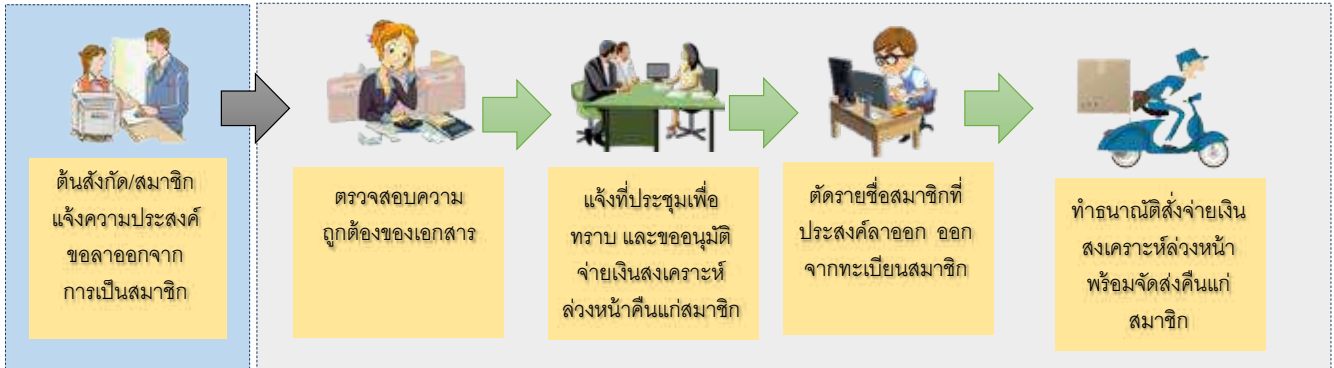 ต้นสังกัด/สมาชิก
แจ้งความประสงค์
ขอลาออกจาก
การเป็นสมาชิก
ตรวจสอบความ
ถูกต้องของเอกสาร
แจ้งที่ประชุมเพื่อ
ทราบ และขออนุมัติ
จ่ายเงินสงเคราะห์
ล่วงหน้าคืนแก่สมาชิก
ตัดรายชื่อสมาชิกที่
ประสงค์ลาออก ออก
จากทะเบียนสมาชิก
ทำธนาณัติสั่งจ่ายเงิน
สงเคราะห์ล่วงหน้า
พร้อมจัดส่งคืนแก่
สมาชิก